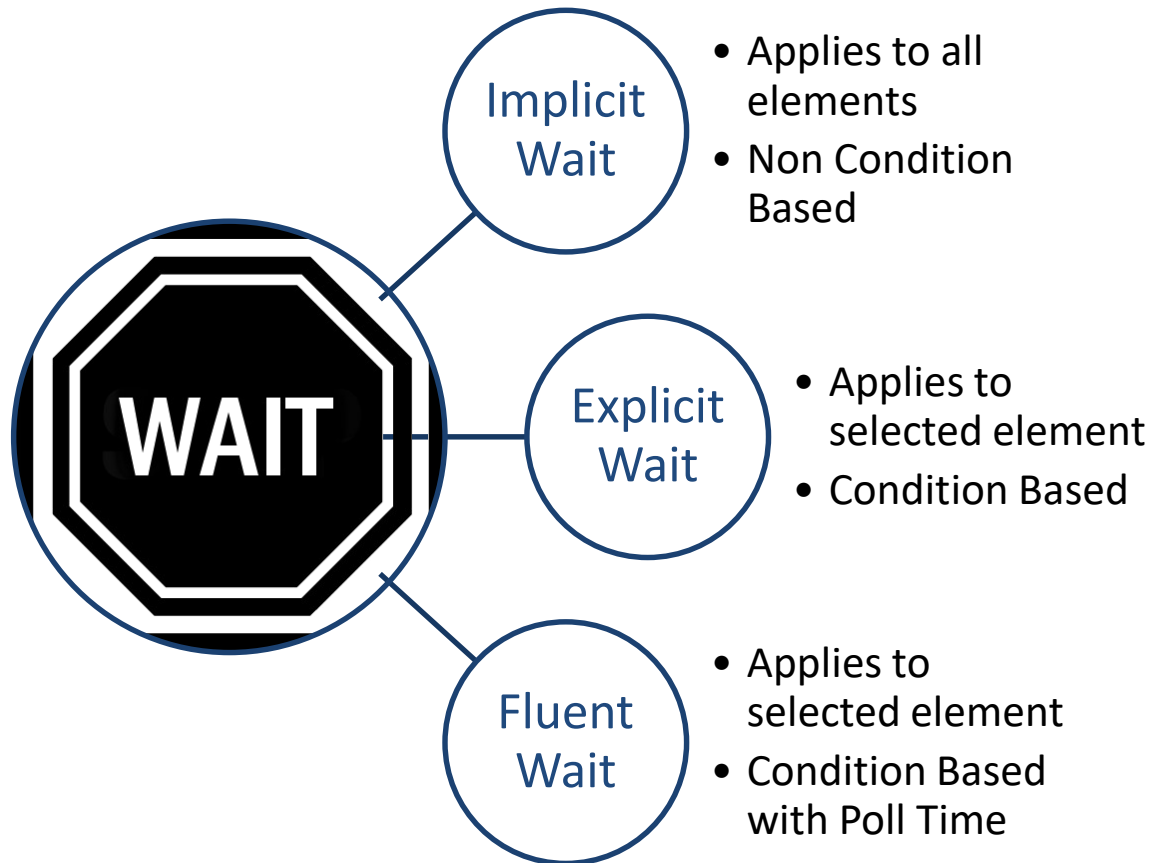 Implicit
Wait
• Applies to all
elements
• Non Condition
Based
WAIT
Explicit
Wait
• Applies to
selected element
• Condition Based
Fluent
Wait
• Applies to
selected element
• Condition Based
with Poll Time